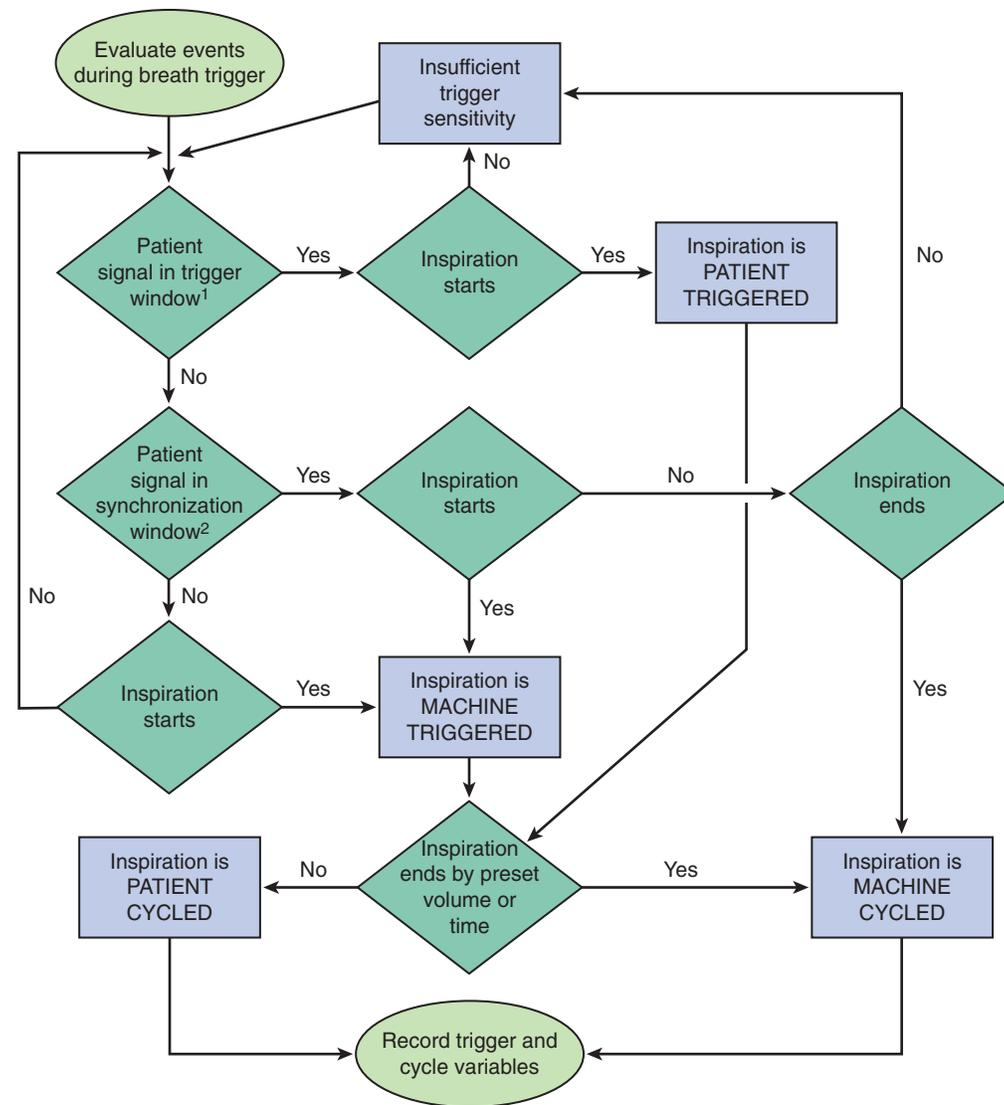 Evaluate events
during breath trigger
Insufficient
trigger
sensitivity
No
Patient
signal in trigger
window1
Yes
Inspiration
starts
Yes
Inspiration is
PATIENT
TRIGGERED
No
No
Patient
signal in
synchronization
window2
Yes
Inspiration
starts
No
Inspiration
ends
No
No
Yes
Inspiration
starts
Yes
Inspiration is
MACHINE
TRIGGERED
Yes
Inspiration is
PATIENT
CYCLED
No
Inspiration
ends by preset
volume or
time
Yes
Inspiration is
MACHINE
CYCLED
Record trigger and
cycle variables